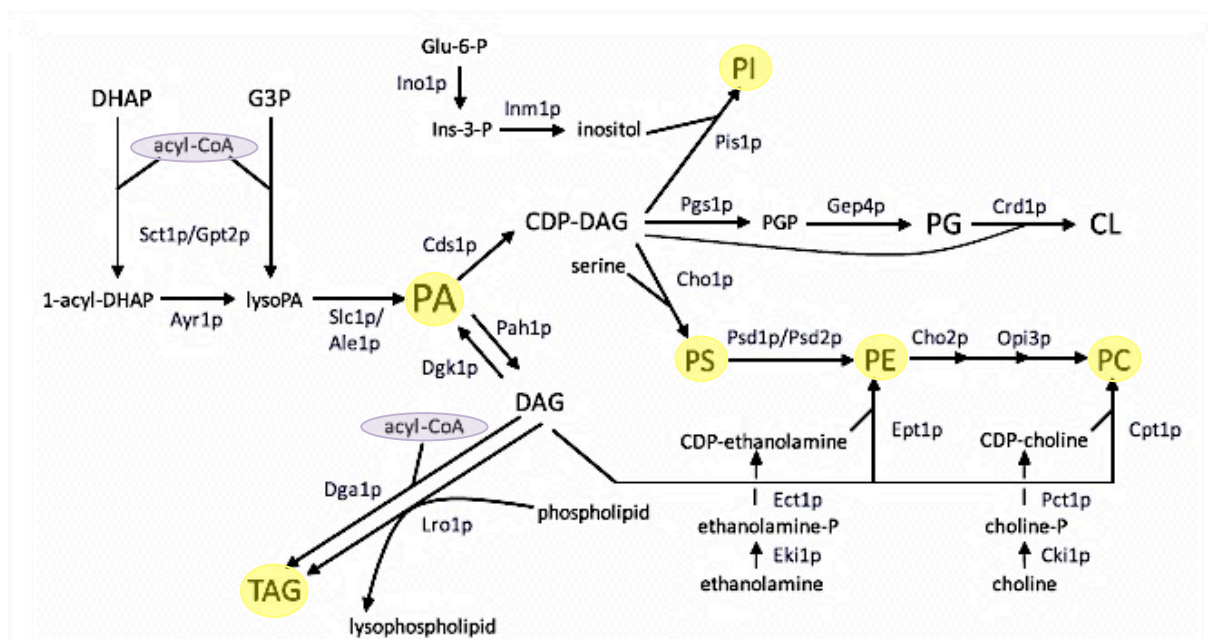 Glu-6-P
PI
Ino1p
DHAP
G3P
Inm1p
Ins-3-P
inositol
acyl-CoA
Pis1p
Pgs1p
Gep4p
Crd1p
CDP-DAG
PGP
PG
CL
Sct1p/Gpt2p
Cds1p
serine
Cho1p
1-acyl-DHAP
lysoPA
PA
Ayr1p
Slc1p/
Ale1p
Pah1p
Psd1p/Psd2p
Cho2p
Opi3p
Dgk1p
PS
PE
PC
DAG
acyl-CoA
CDP-ethanolamine
Ept1p
CDP-choline
Cpt1p
Dga1p
Ect1p
Pct1p
Lro1p
phospholipid
ethanolamine-P
choline-P
Eki1p
Cki1p
TAG
ethanolamine
choline
lysophospholipid